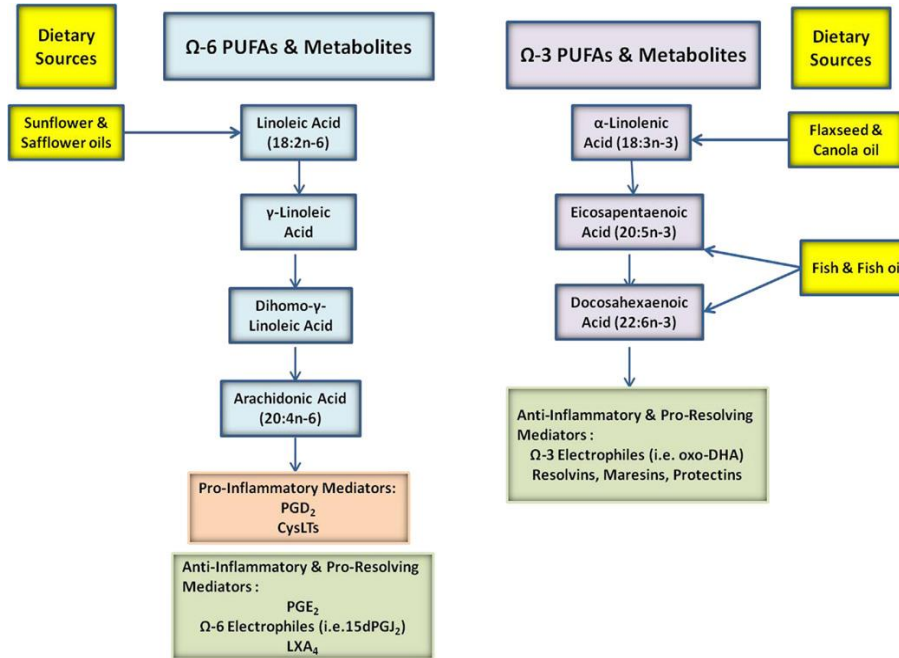 Dietary
Sources
Ω-6 PUFAs & Metabolites
Sunflower &
Safflower oils
Linoleic Acid
(18:2n-6)
γ-Linoleic
Acid
Dihomo-γ-
Linoleic Acid
Arachidonic Acid
(20:4n-6)
Pro-Inflammatory Mediators:
PGD₂
CysLTs
Anti-Inflammatory & Pro-Resolving
Mediators :
PGE₂
Ω-6 Electrophiles (i.e.15dPGJ₂)
LXA₄
Ω-3 PUFAs & Metabolites
Dietary
Sources
α-Linolenic
Acid (18:3n-3)
Flaxseed &
Canola oil
Eicosapentaenoic
Acid (20:5n-3)
Fish & Fish oil
Docosahexaenoic
Acid (22:6n-3)
Anti-Inflammatory & Pro-Resolving
Mediators :
Ω-3 Electrophiles (i.e. oxo-DHA)
Resolvins, Maresins, Protectins